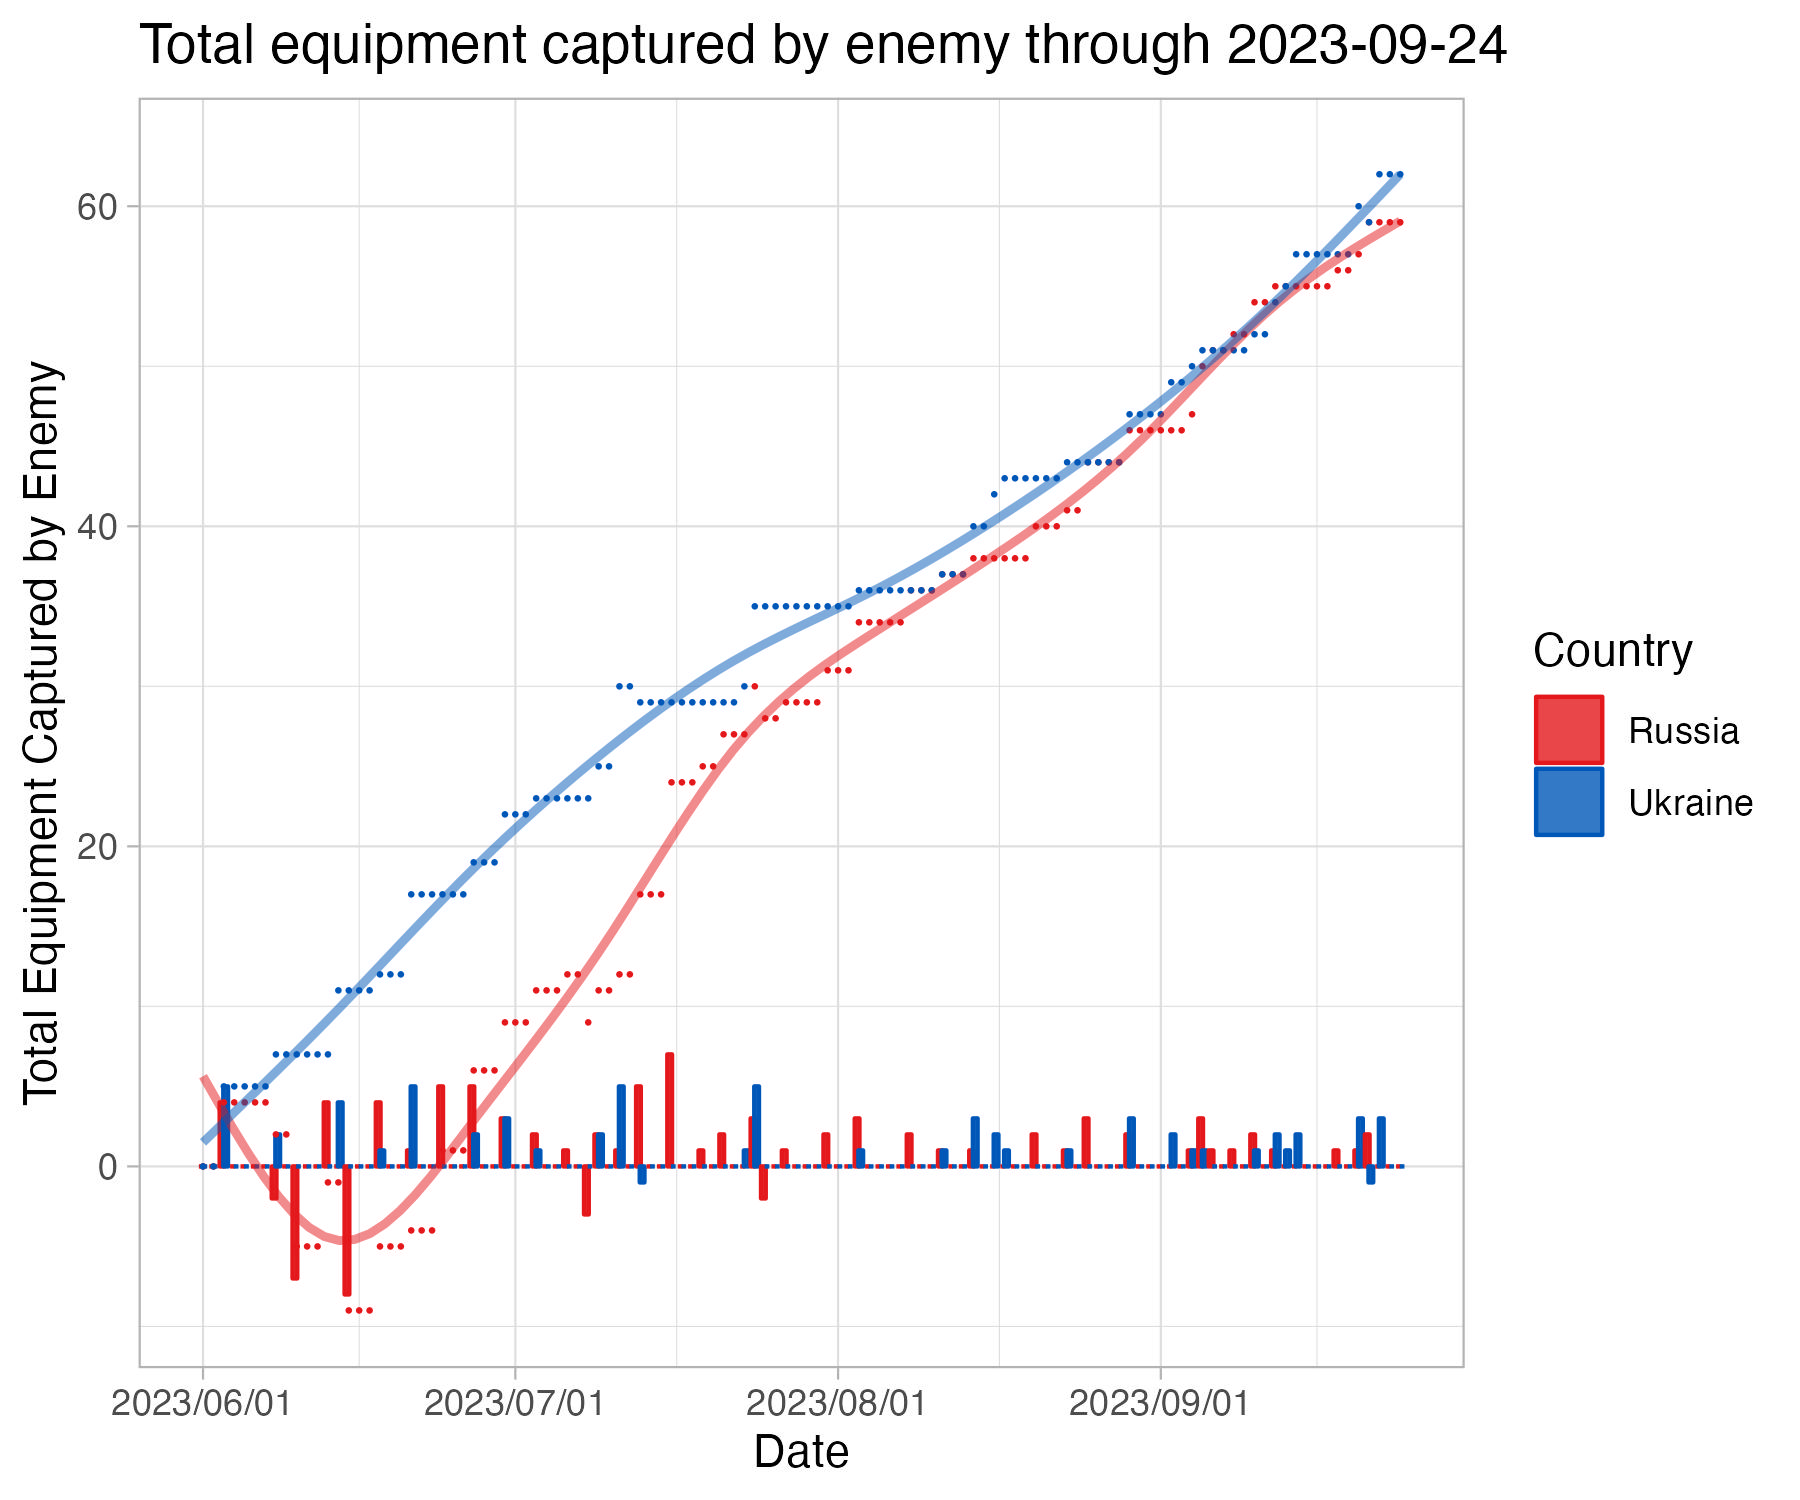 Total equipment captured by enemy through 2023-09-24
Total Equipment Captured by Enemy
60
40
20
0
2023/06/01
2023/07/01
2023/08/01
2023/09/01
Date
Country
Russia
Ukraine